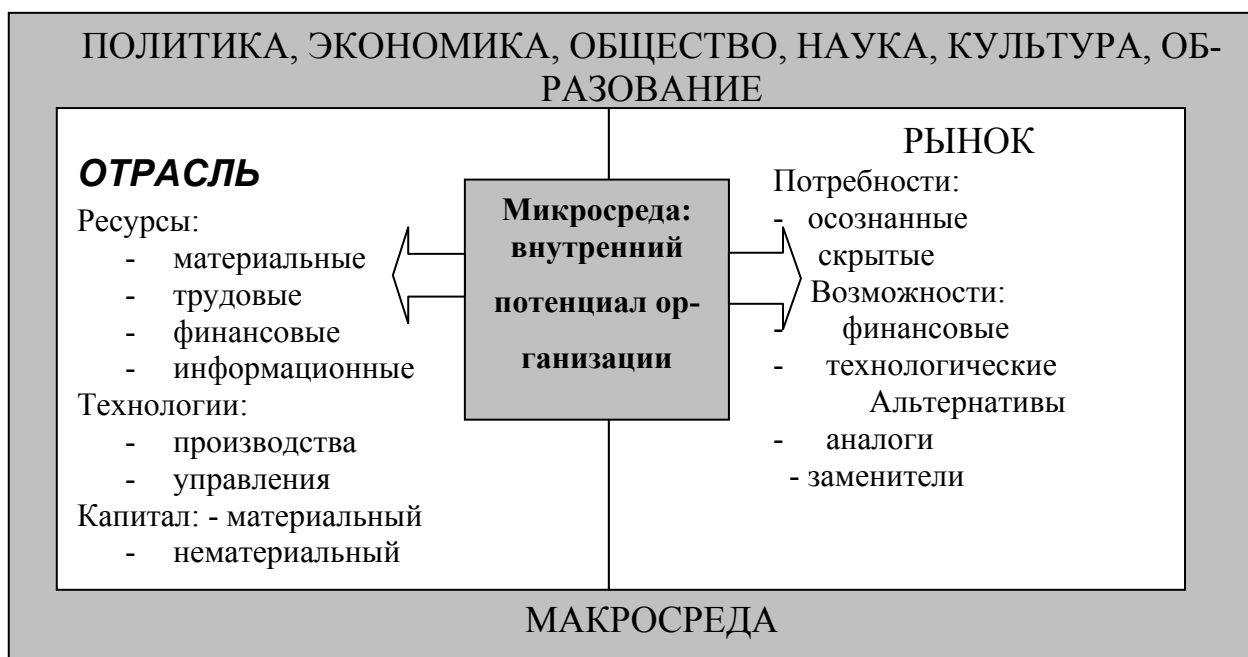 ПОЛИТИКА, ЭКОНОМИКА, ОБЩЕСТВО, НАУКА, КУЛЬТУРА, ОБ-
РАЗОВАНИЕ
ОТРАСЛЬ
Ресурсы:
- материальные
- трудовые
- финансовые
- информационные
Технологии:
- производства
- управления
Капитал: - материальный
- нематериальный
Микросреда:
внутренний
потенциал ор-
ганизации
РЫНОК
Потребности:
- осознанные
скрытые
Возможности:
- финансовые
- технологические
Альтернативы
- аналоги
- заменители
МАКРОСРЕДА